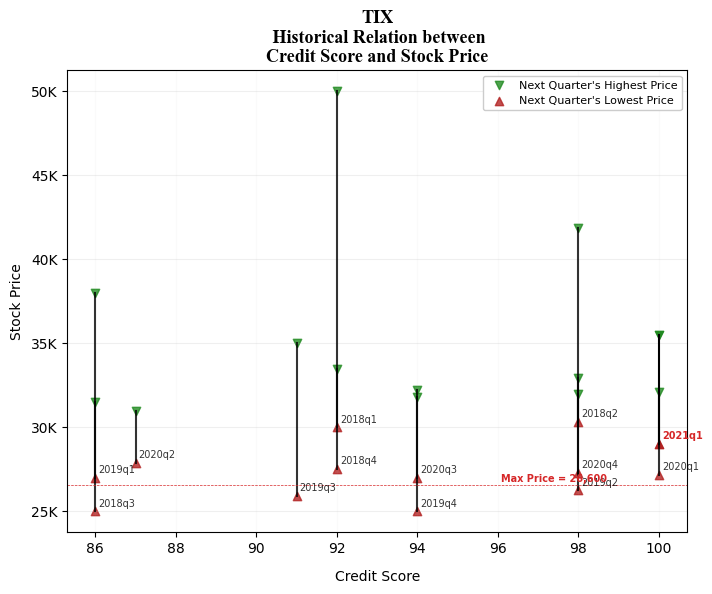 TIX
Historical Relation between
Credit Score and Stock Price
Next Quarter's Highest Price
Next Quarter's Lowest Price
50K
45K
40K
35K
30K
25K
Stock Price
2018q1
2018q2
2021q1
2020q2
2018q4
2019q1
2020q3
2020q4
2020q1
Max Price =
2019q3
2019q2
2018q3
2019q4
86 88 90 92 94 96 98 100
Credit Score